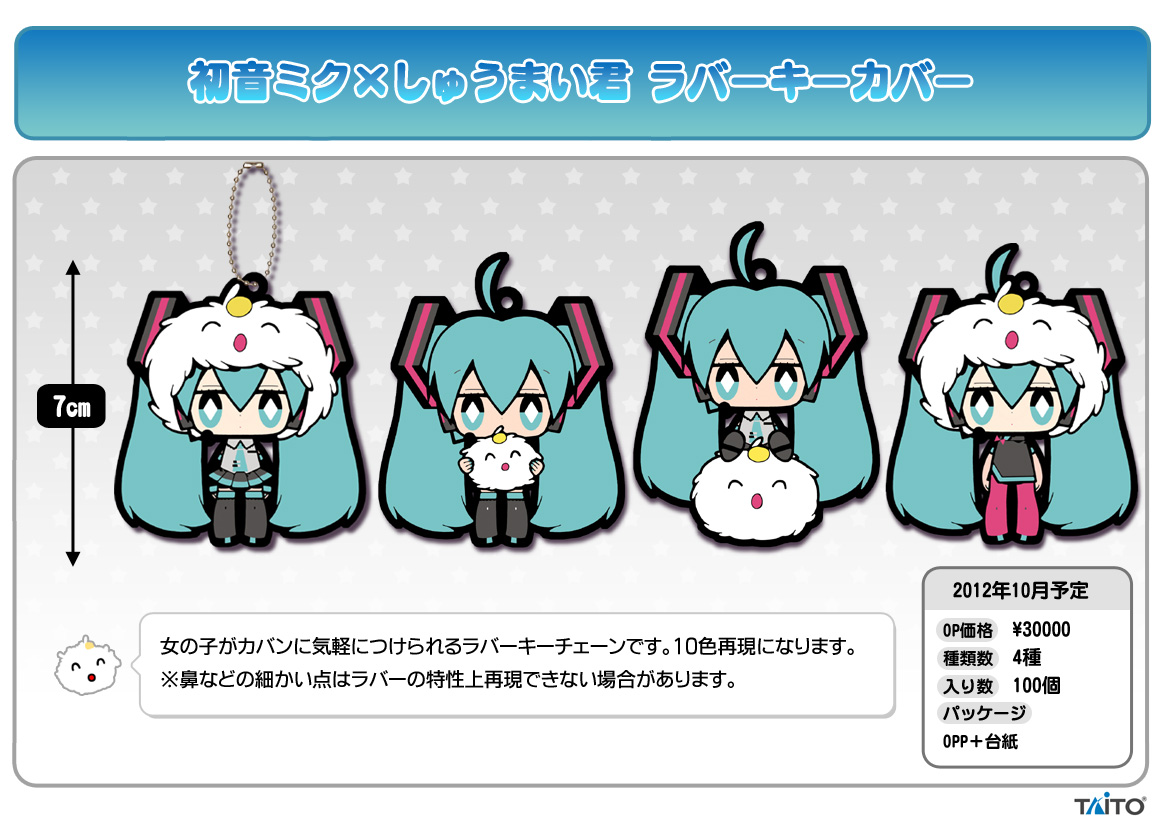 初音ミク×しゅうまい君 ラバーキーカバー
7cm
女の子がカバンに気軽につけられるラバーキーチェーンです。10色再現になります。
※鼻などの細かい点はラバーの特性上再現できない場合があります。
2012年10月予定
OP価格 ¥30000
種類数 4種
入り数 100個
パッケージ
OPP＋台紙
TAITO®